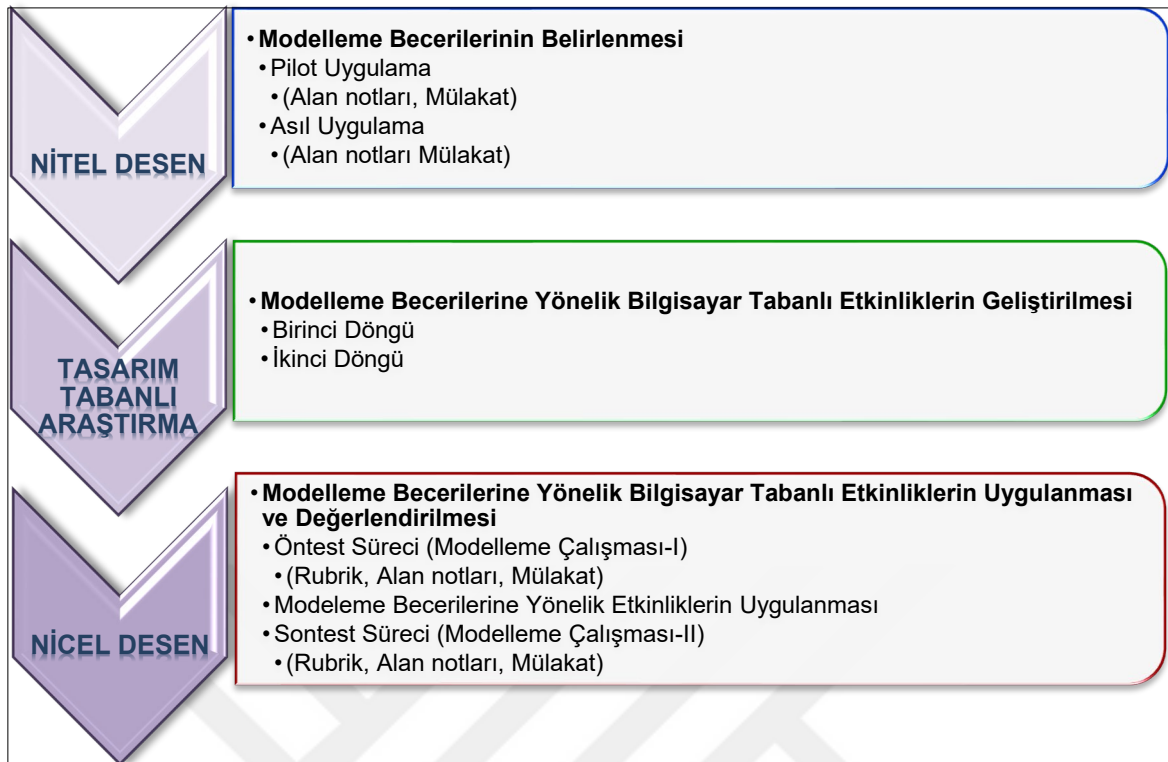 NİTEL DESEN
• Modelleme Becerilerinin Belirlenmesi
• Pilot Uygulama
• (Alan notları, Mülakat)
• Asıl Uygulama
• (Alan notları Mülakat)
TASARIM
TABANLI
ARAŞTIRMA
• Modelleme Becerilerine Yönelik Bilgisayar Tabanlı Etkinliklerin Geliştirilmesi
• Birinci Döngü
• İkinci Döngü
NİCEL DESEN
• Modelleme Becerilerine Yönelik Bilgisayar Tabanlı Etkinliklerin Uygulanması
ve Değerlendirilmesi
• Öntest Süreci (Modelleme Çalışması-I)
• (Rubrik, Alan notları, Mülakat)
• Modeleme Becerilerine Yönelik Etkinliklerin Uygulanması
• Sontest Süreci (Modelleme Çalışması-II)
• (Rubrik, Alan notları, Mülakat)